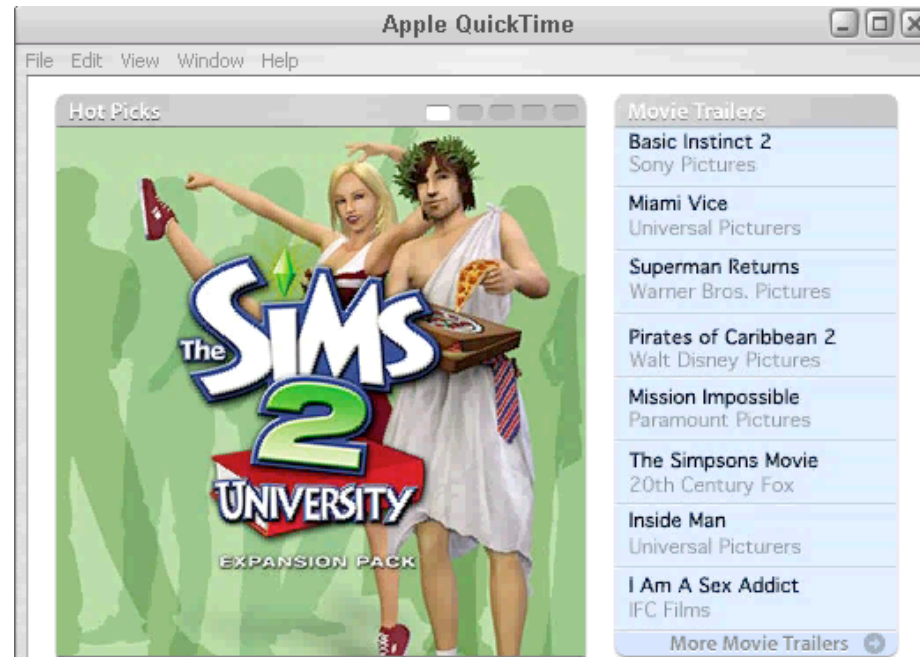 Apple QuickTime
File Edit View Window Help
Hot Picks
The
SIMS
2
UNIVERSITY
EXPANSION PACK
Movie Trailers
Basic Instinct 2
Sony Pictures
Miami Vice
Universal Picturers
Superman Returns
Warner Bros. Pictures
Pirates of Caribbean 2
Walt Disney Pictures
Mission Impossible
Paramount Pictures
The Simpsons Movie
20th Century Fox
Inside Man
Universal Picturers
I Am A Sex Addict
IFC Films
More Movie Trailers